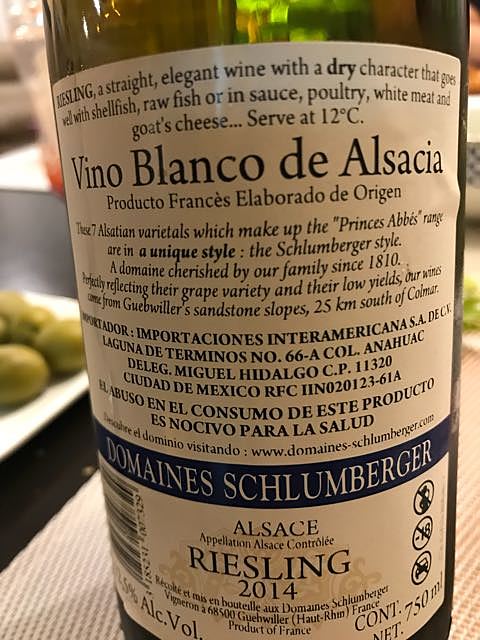 RIESLING, a straight, elegant wine with a dry character that goes
well with shellfish, raw fish or in sauce, poultry, white meat and
goat's cheese... Serve at 12°C.
Vino Blanco de Alsacia
Producto Francès Elaborado de Origen
These 7 Alsatian varietals which make up the "Princes Abbés" range
are in a unique style : the Schlumberger style.
A domaine cherished by our family since 1810.
Perfectly reflecting their grape variety and their low yields, our wines
come from Guebwiller's sandstone slopes, 25 km south of Colmar.
IMPORTADOR : IMPORTACIONES INTERAMERICANA S.A. DE C.V.
LAGUNA DE TERMINOS NO. 66-A COL. ANAHUAC
DELEG. MIGUEL HIDALGO C.P. 11320
CIUDAD DE MEXICO RFC IIN020123-61A
EL ABUSO EN EL CONSUMO DE ESTE PRODUCTO
ES NOCIVO PARA LA SALUD
Descubre el dominio visitando : www.domaines-schlumberger.com
DOMAINES SCHLUMBERGER
ALSACE
Appellation Alsace Contrôlée
RIESLING
2014
Récolté et mis en bouteille aux Domaines Schlumberger
Vigneron à 68500 Guebwiller (Haut-Rhin) France
Product of France
Alc.Vol.
CONT. 750 ml
NET.
-18